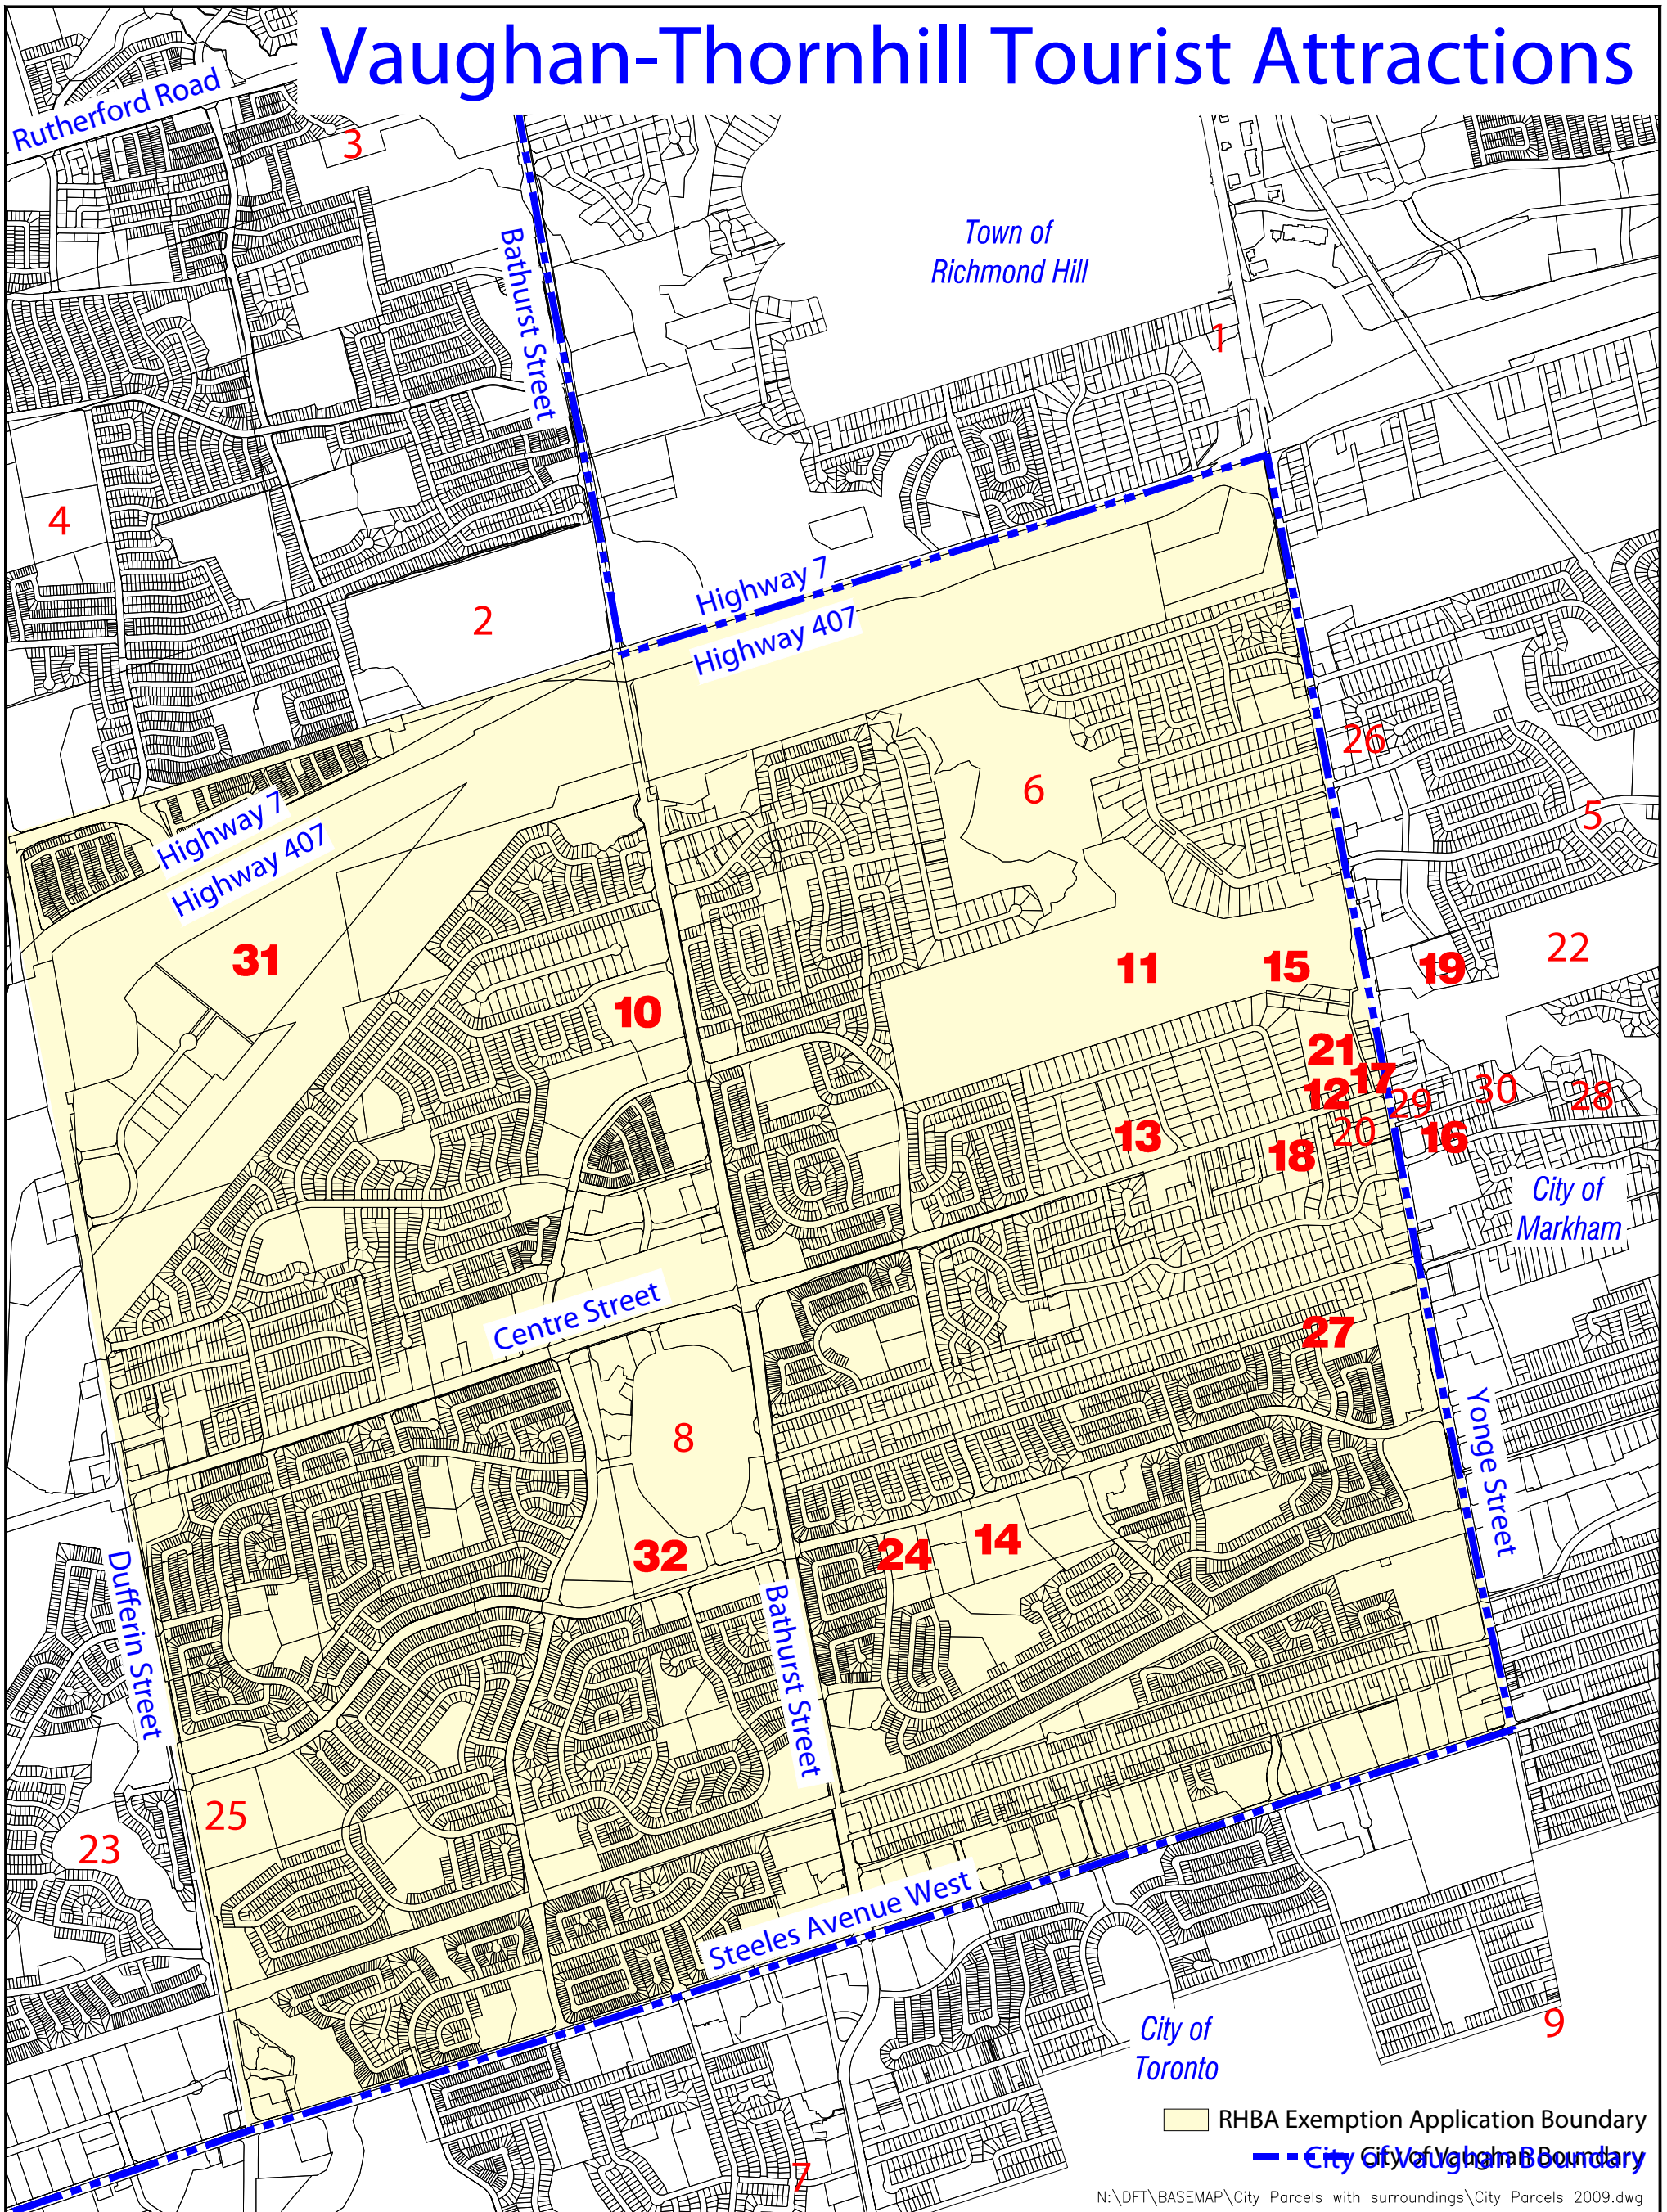 Vaughan-Thornhill Tourist Attractions
Rutherford Road
3
Bathurst Street
Town of
Richmond Hill
1
4
2
Highway 7
Highway 407
26
6
5
Highway 7
Highway 407
31
10
11
15
19
22
21
17
12
29
30
28
20
16
13
18
City of
Markham
Centre Street
27
8
Yonge Street
32
24
14
Dufferin Street
Bathurst Street
25
23
Steeles Avenue West
9
City of
Toronto
7
RHBA Exemption Application Boundary
City of Vaughan Boundary
City of Vaughan Boundary
N:\DFT\BASEMAP\City Parcels with surroundings\City Parcels 2009.dwg